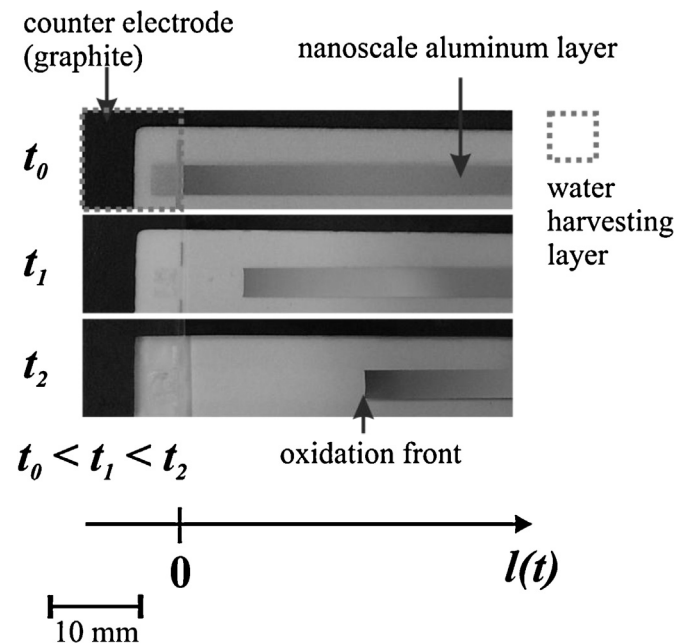 counter electrode
(graphite)
nanoscale aluminum layer
t0
water
harvesting
layer
t1
t2
t0 < t1 < t2
oxidation front
0
l(t)
10 mm